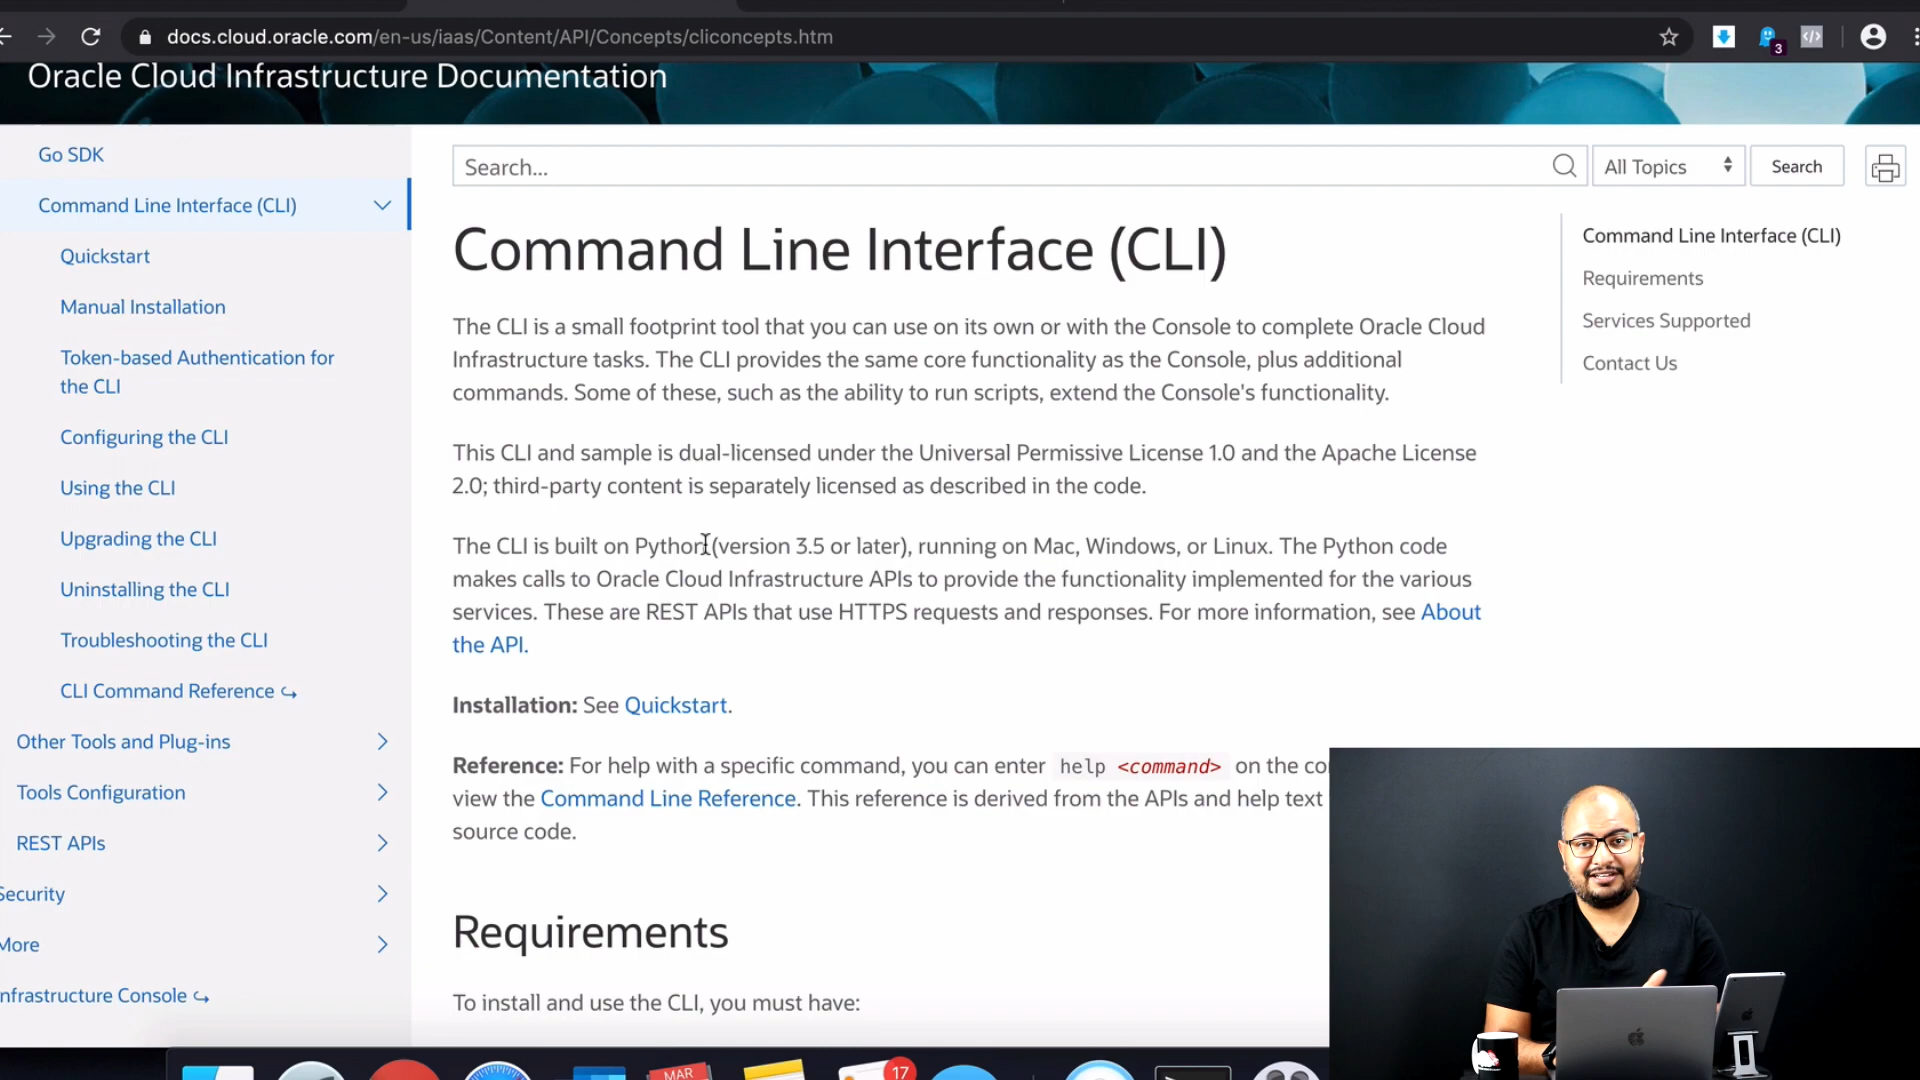 docs.cloud.oracle.com/en-us/iaas/Content/API/Concepts/cliconcepts.htm
3
Oracle Cloud Infrastructure Documentation
Go SDK
Command Line Interface (CLI)
Quickstart
Manual Installation
Token-based Authentication for
the CLI
Configuring the CLI
Using the CLI
Upgrading the CLI
Uninstalling the CLI
Troubleshooting the CLI
CLI Command Reference
Other Tools and Plug-ins
Tools Configuration
REST APIs
Security
More
nfrastructure Console
Search...
All Topics
Search
Command Line Interface (CLI)
The CLI is a small footprint tool that you can use on its own or with the Console to complete Oracle Cloud
Infrastructure tasks. The CLI provides the same core functionality as the Console, plus additional
commands. Some of these, such as the ability to run scripts, extend the Console's functionality.
This CLI and sample is dual-licensed under the Universal Permissive License 1.0 and the Apache License
2.0; third-party content is separately licensed as described in the code.
The CLI is built on Python (version 3.5 or later), running on Mac, Windows, or Linux. The Python code
makes calls to Oracle Cloud Infrastructure APIs to provide the functionality implemented for the various
services. These are REST APIs that use HTTPS requests and responses. For more information, see About
the API.
Installation: See Quickstart.
Reference: For help with a specific command, you can enter help <command> on the co
view the Command Line Reference. This reference is derived from the APIs and help text
source code.
Requirements
To install and use the CLI, you must have:
Command Line Interface (CLI)
Requirements
Services Supported
Contact Us
MAR
17